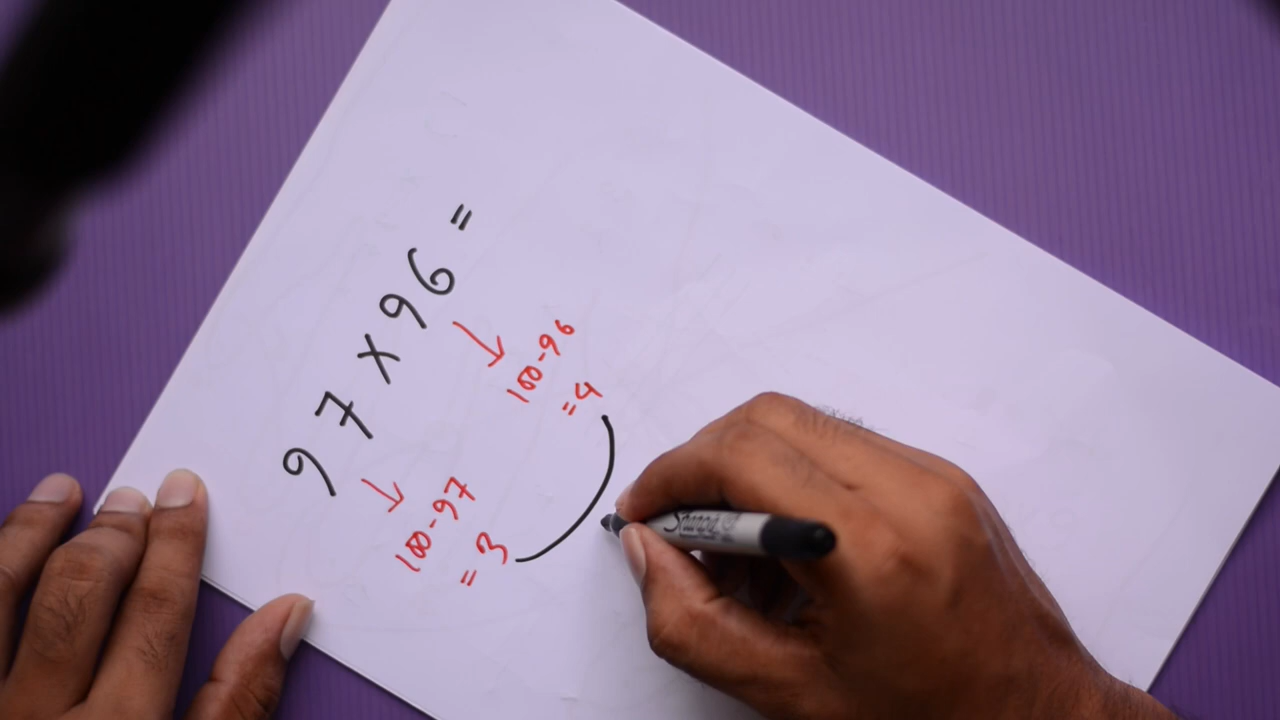 97 × 96 =
100-97
= 3
100-96
= 4
Sharpie